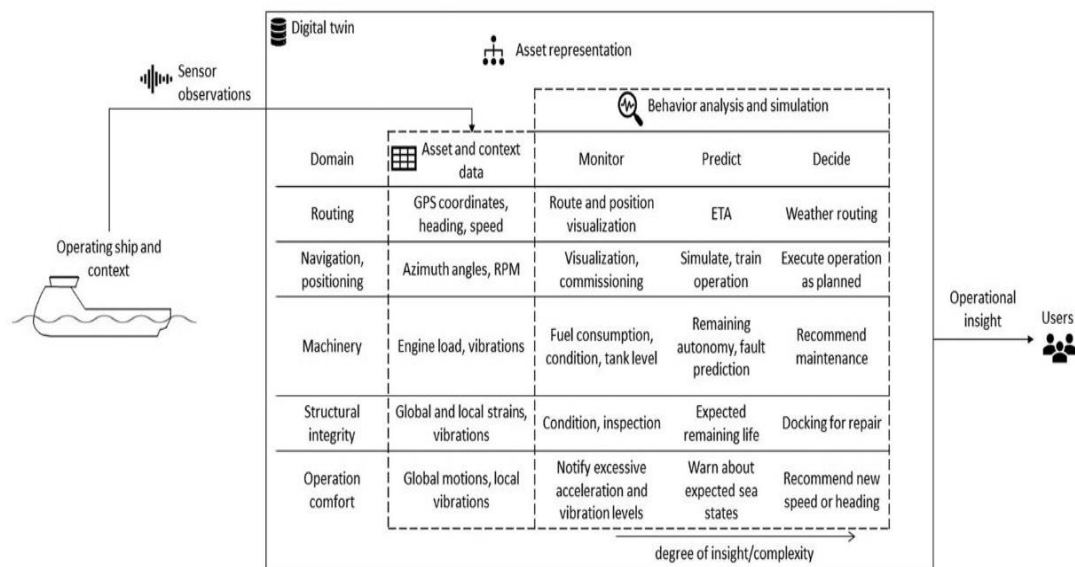 Digital twin
Asset representation
Sensor
observations
Behavior analysis and simulation
Domain
Asset and context
data
Monitor
Predict
Decide
Routing
GPS coordinates,
heading, speed
Route and position
visualization
ETA
Weather routing
Operating ship and
context
Navigation,
positioning
Azimuth angles, RPM
Visualization,
commissioning
Simulate, train
operation
Execute operation
as planned
Operational
insight
Users
Machinery
Engine load, vibrations
Fuel consumption,
condition, tank level
Remaining
autonomy, fault
prediction
Recommend
maintenance
Structural
integrity
Global and local strains,
vibrations
Condition, inspection
Expected
remaining life
Docking for repair
Operation
comfort
Global motions, local
vibrations
Notify excessive
acceleration and
vibration levels
Warn about
expected sea
states
Recommend new
speed or heading
degree of insight/complexity